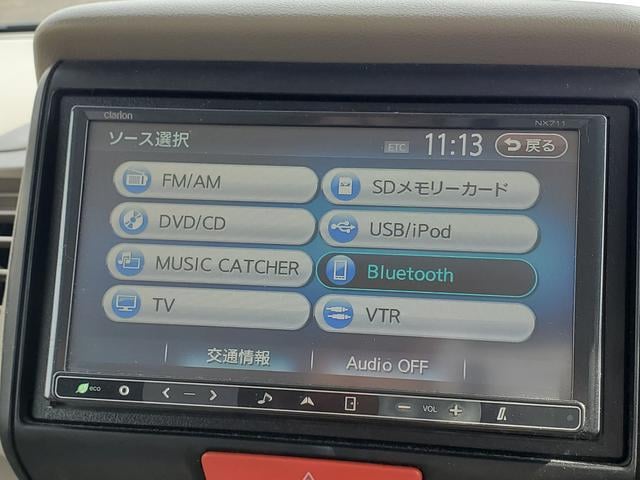 clarion
NX711
ソース選択
ETC
11:13
戻る
FM/AM
SDメモリーカード
DVD/CD
USB/iPod
MUSIC CATCHER
Bluetooth
TV
VTR
交通情報
Audio OFF
eco
VOL